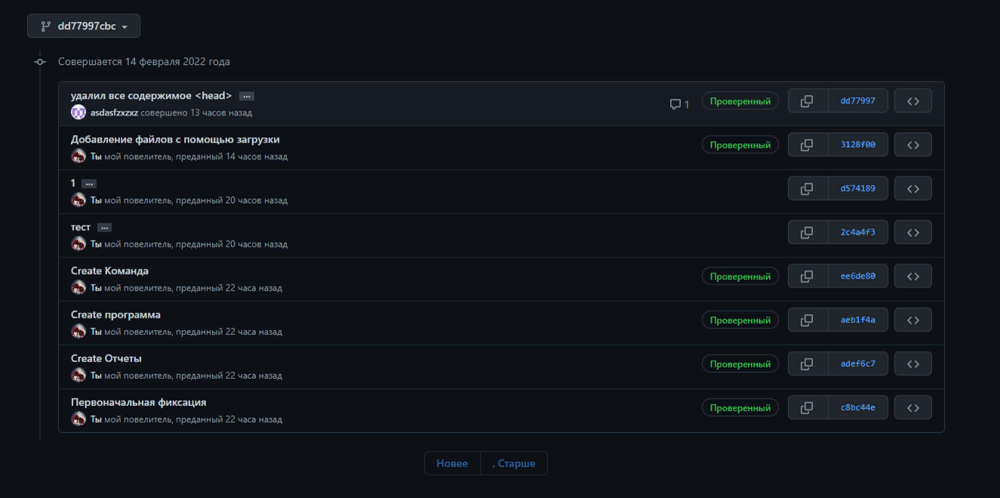 dd77997cbc
Совершается 14 февраля 2022 года
удалил все содержимое <head> ...
asdasfzxzxz совершено 13 часов назад
1
Проверенный
dd77997
Добавление файлов с помощью загрузки
Ты мой повелитель, преданный 14 часов назад
Проверенный
3128f00
1 ...
Ты мой повелитель, преданный 20 часов назад
d574189
тест ...
Ты мой повелитель, преданный 20 часов назад
2c4a4f3
Create Команда
Ты мой повелитель, преданный 22 часа назад
Проверенный
ee6de80
Create программа
Ты мой повелитель, преданный 22 часа назад
Проверенный
aeb1f4a
Create Отчеты
Ты мой повелитель, преданный 22 часа назад
Проверенный
adef6c7
Первоначальная фиксация
Ты мой повелитель, преданный 22 часа назад
Проверенный
c8bc44e
Новее
, Старше